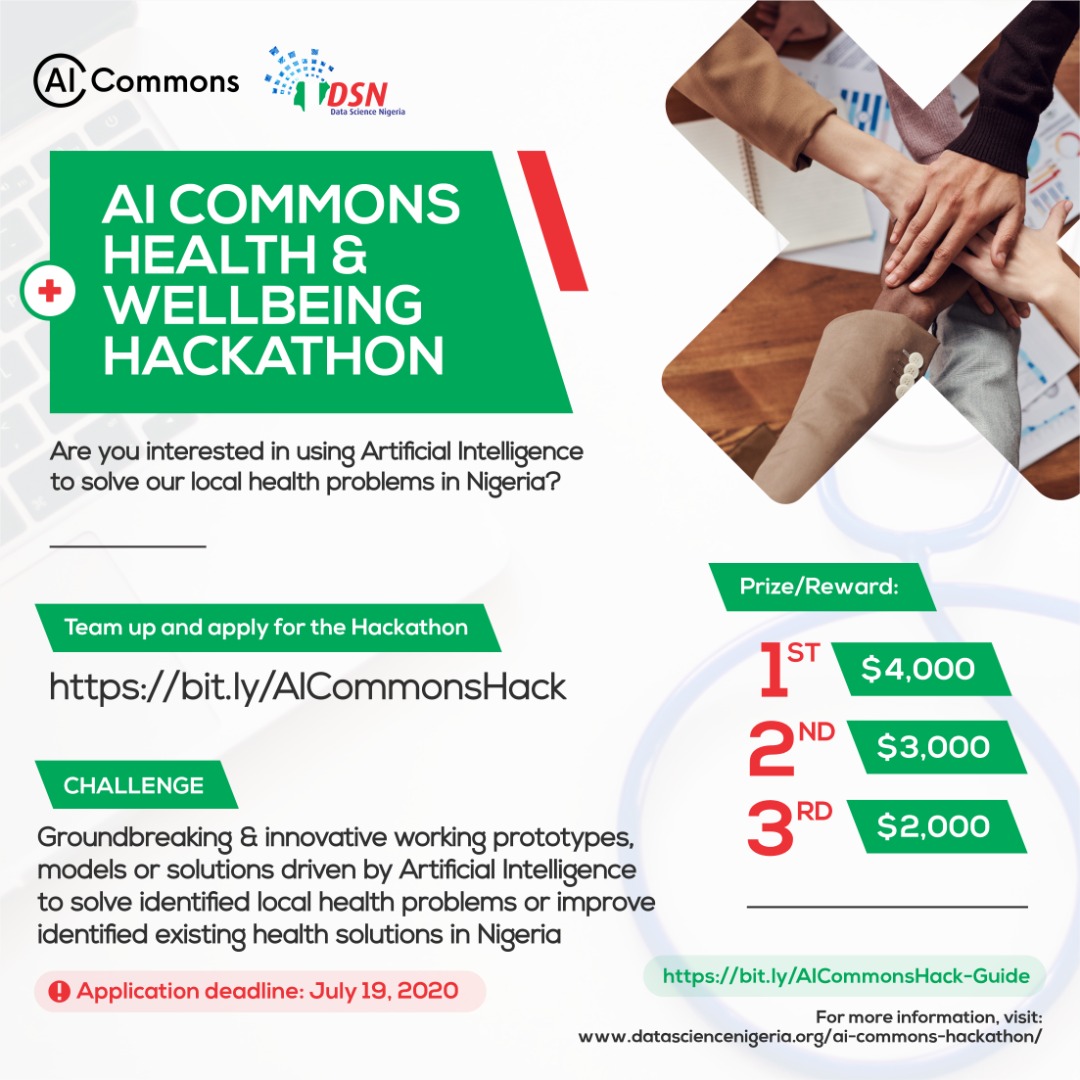 AI Commons
DSN
Data Science Nigeria
AI COMMONS
HEALTH &
WELLBEING
HACKATHON
Are you interested in using Artificial Intelligence
to solve our local health problems in Nigeria?
Team up and apply for the Hackathon
https://bit.ly/AICommonsHack
CHALLENGE
Groundbreaking & innovative working prototypes,
models or solutions driven by Artificial Intelligence
to solve identified local health problems or improve
identified existing health solutions in Nigeria
Application deadline: July 19, 2020
Prize/Reward:
1ST $4,000
2ND $3,000
3RD $2,000
https://bit.ly/AICommonsHack-Guide
For more information, visit:
www.datasciencenigeria.org/ai-commons-hackathon/